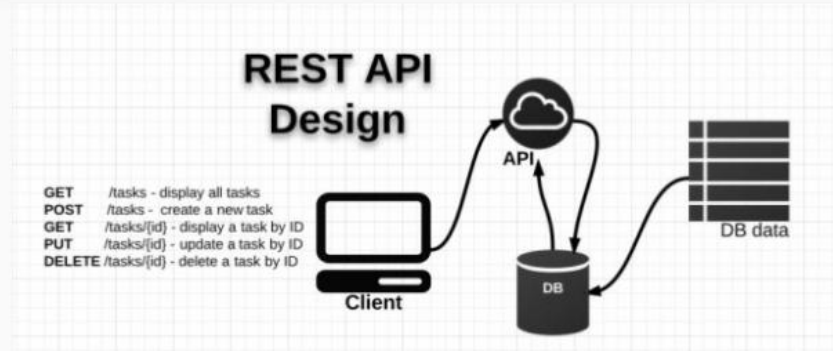 REST API
Design
GET /tasks - display all tasks
POST /tasks - create a new task
GET /tasks/{id} - display a task by ID
PUT /tasks/{id} - update a task by ID
DELETE /tasks/{id} - delete a task by ID
Client
API
DB
DB data